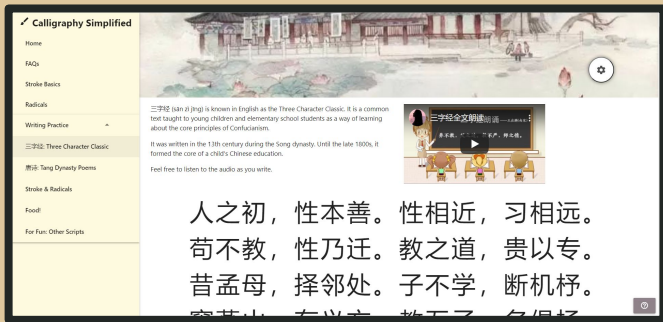 Calligraphy Simplified
Home
FAQs
Stroke Basics
Radicals
Writing Practice
三字经: Three Character Classic
唐诗: Tang Dynasty Poems
Stroke & Radicals
Food!
For Fun: Other Scripts
三字经 (sān zì jīng) is known in English as the Three Character Classic. It is a common
text taught to young children and elementary school students as a way of learning
about the core principles of Confucianism.
It was written in the 13th century during the Song dynasty. Until the late 1800s, it
formed the core of a child's Chinese education.
Feel free to listen to the audio as you write.
三字经全文朗读
人之初，性本善。性相近，习相远。
苟不教，性乃迁。教之道，贵以专。
昔孟母，择邻处。子不学，断机杼。